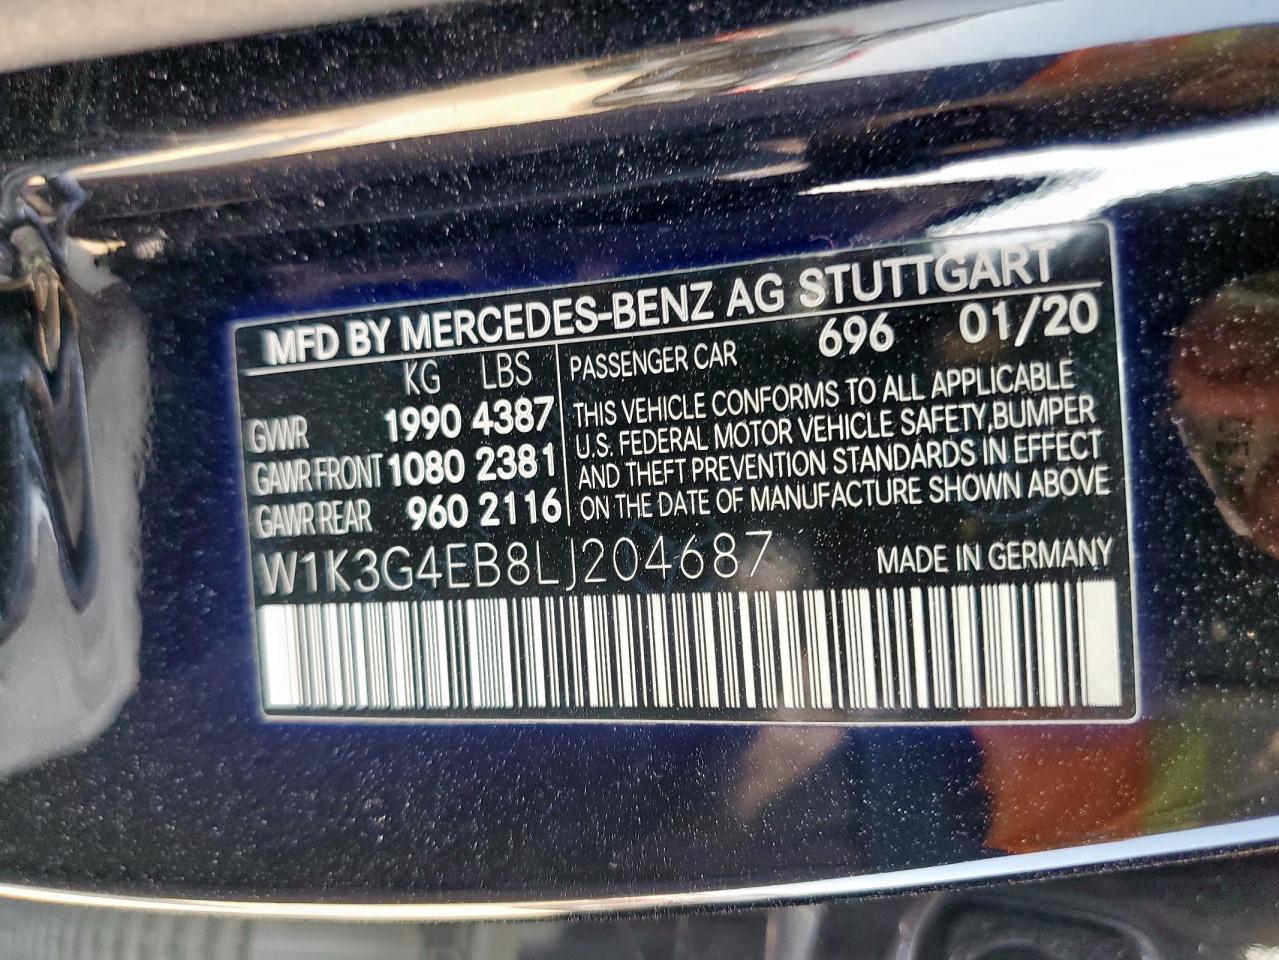 MFD BY MERCEDES-BENZ AG STUTTGART
KG LBS
GVWR 1990 4387
GAWR FRONT 1080 2381
GAWR REAR 960 2116
PASSENGER CAR 696 01/20
THIS VEHICLE CONFORMS TO ALL APPLICABLE
U.S. FEDERAL MOTOR VEHICLE SAFETY,BUMPER
AND THEFT PREVENTION STANDARDS IN EFFECT
ON THE DATE OF MANUFACTURE SHOWN ABOVE
W1K3G4EB8LJ204687 MADE IN GERMANY